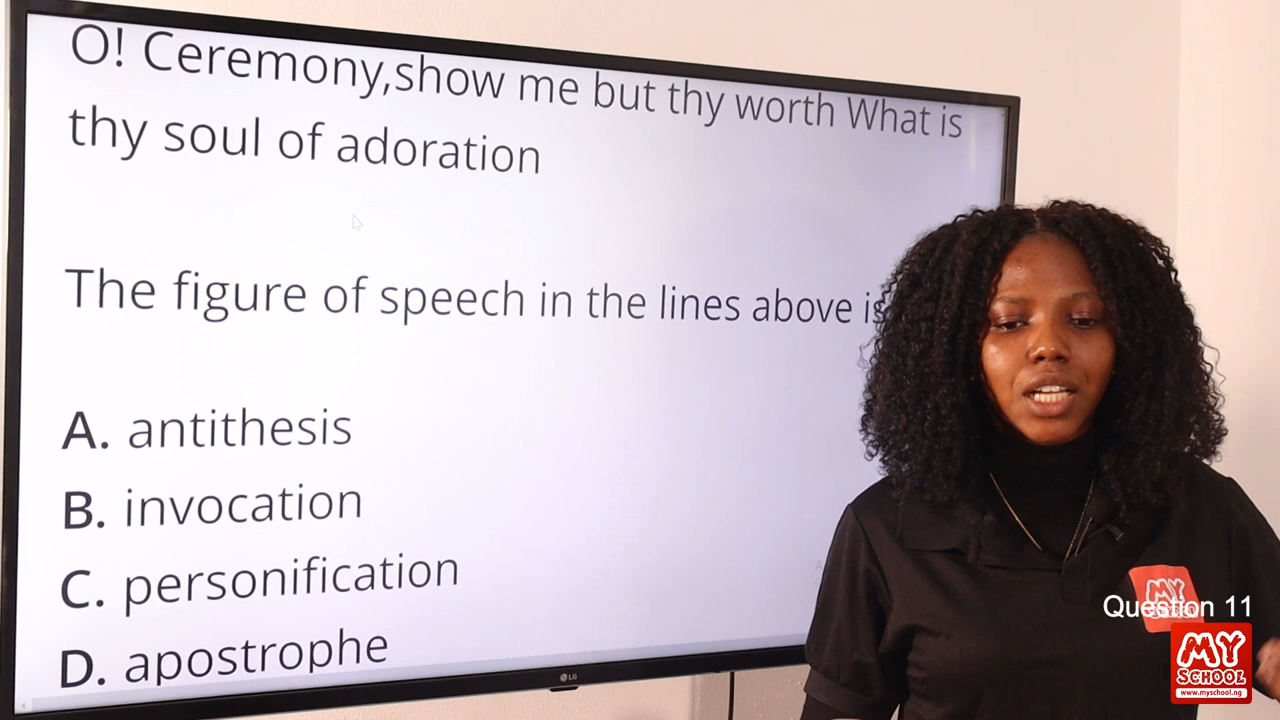 O! Ceremony,show me but thy worth What is
thy soul of adoration
The figure of speech in the lines above is
A. antithesis
B. invocation
C. personification
D. apostrophe
LG
MY
Question 11
MY
SCHOOL
www.myschool.ng